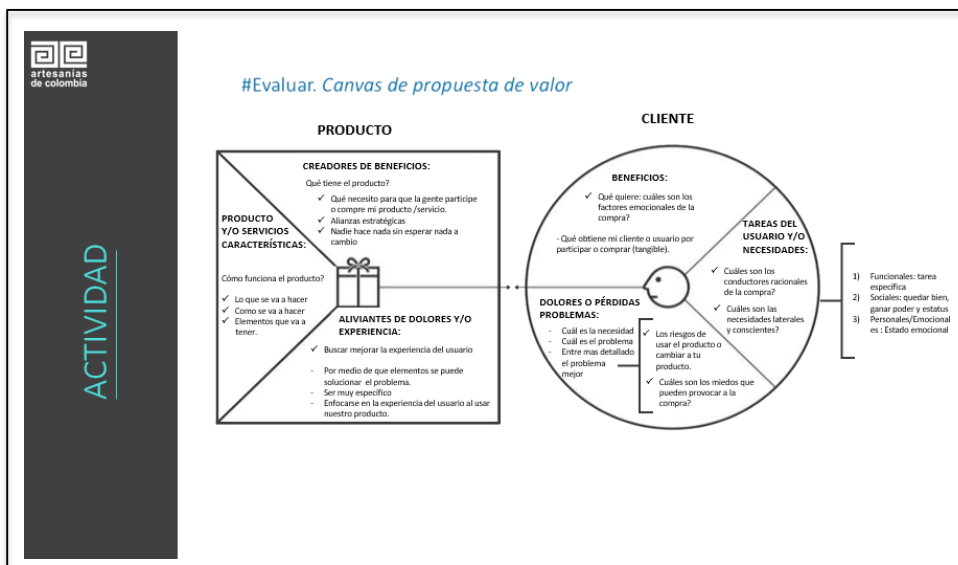 artesanías
de colombia
ACTIVIDAD
#Evaluar. Canvas de propuesta de valor
PRODUCTO
CREADORES DE BENEFICIOS:
Qué tiene el producto?
✓ Qué necesito para que la gente participe
o compre mi producto /servicio.
✓ Alianzas estratégicas
✓ Nadie hace nada sin esperar nada a
cambio
PRODUCTO
Y/O SERVICIOS
CARACTERÍSTICAS:
Cómo funciona el producto?
✓ Lo que se va a hacer
✓ Como se va a hacer
✓ Elementos que va a
tener.
ALIVIANTES DE DOLORES Y/O
EXPERIENCIA:
✓ Buscar mejorar la experiencia del usuario
- Por medio de que elementos se puede
solucionar el problema.
- Ser muy específico
- Enfocarse en la experiencia del usuario al usar
nuestro producto.
CLIENTE
BENEFICIOS:
✓ Qué quiere: cuáles son los
factores emocionales de la
compra?
- Qué obtiene mi cliente o usuario por
participar o comprar (tangible).
TAREAS DEL
USUARIO Y/O
NECESIDADES:
✓ Cuáles son los
conductores racionales
de la compra?
✓ Cuáles son las
necesidades laterales
y conscientes?
DOLORES O PÉRDIDAS
PROBLEMAS:
- Cuál es la necesidad
- Cuál es el problema
- Entre mas detallado
el problema
mejor
✓ Los riesgos de
usar el producto o
cambiar a tu
producto.
✓ Cuáles son los miedos que
pueden provocar a la
compra?
1) Funcionales: tarea
específica
2) Sociales: quedar bien,
ganar poder y estatus
3) Personales/Emocional
es : Estado emocional